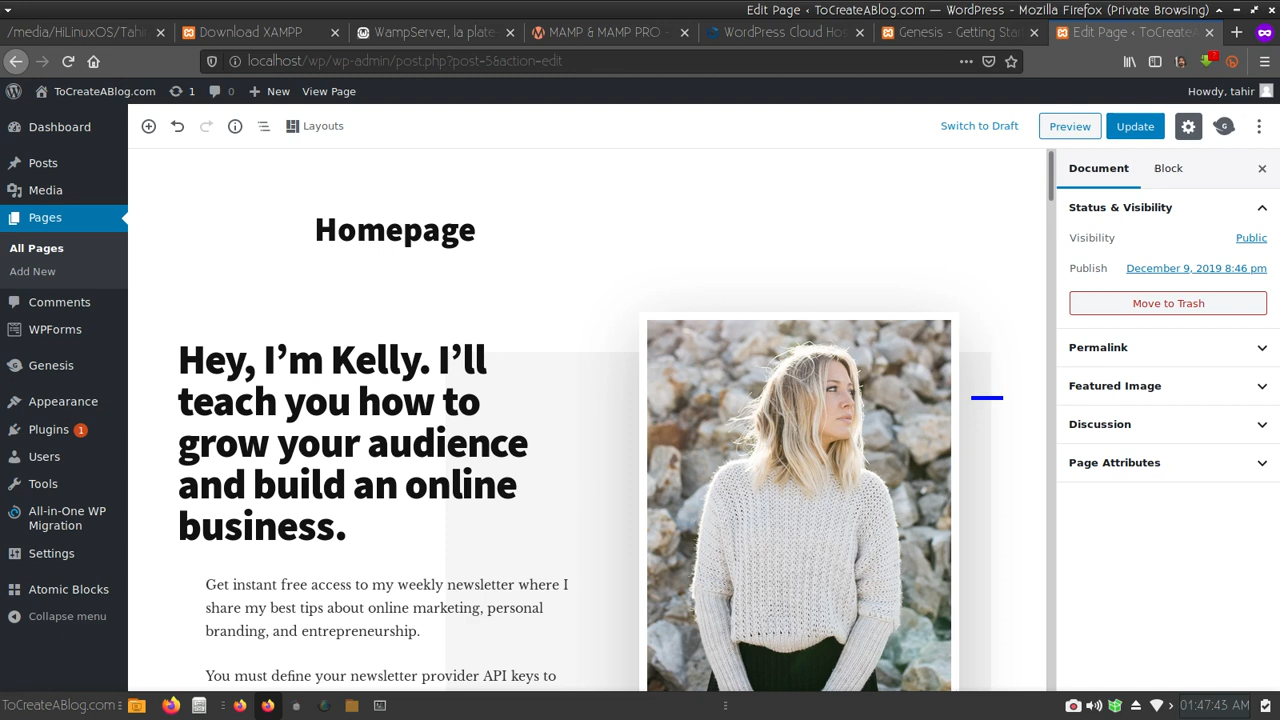 Edit Page ‹ ToCreateABlog.com — WordPress - Mozilla Firefox (Private Browsing)
/media/HiLinuxOS/Tahir
Download XAMPP
WampServer, la plate-
MAMP & MAMP PRO -
WordPress Cloud Hos
Genesis - Getting Star
Edit Page ‹ ToCreateA
localhost/wp/wp-admin/post.php?post=5&action=edit
ToCreateABlog.com
1
0
New
View Page
Howdy, tahir
Dashboard
Posts
Media
Pages
All Pages
Add New
Comments
WPForms
Genesis
Appearance
Plugins 1
Users
Tools
All-in-One WP
Migration
Settings
Atomic Blocks
Collapse menu
Layouts
Switch to Draft
Preview
Update
Homepage
Hey, I’m Kelly. I’ll
teach you how to
grow your audience
and build an online
business.
Get instant free access to my weekly newsletter where I
share my best tips about online marketing, personal
branding, and entrepreneurship.
You must define your newsletter provider API keys to
Document
Block
Status & Visibility
Visibility
Public
Publish
December 9, 2019 8:46 pm
Move to Trash
Permalink
Featured Image
Discussion
Page Attributes
ToCreateABlog.com
01:47:43 AM